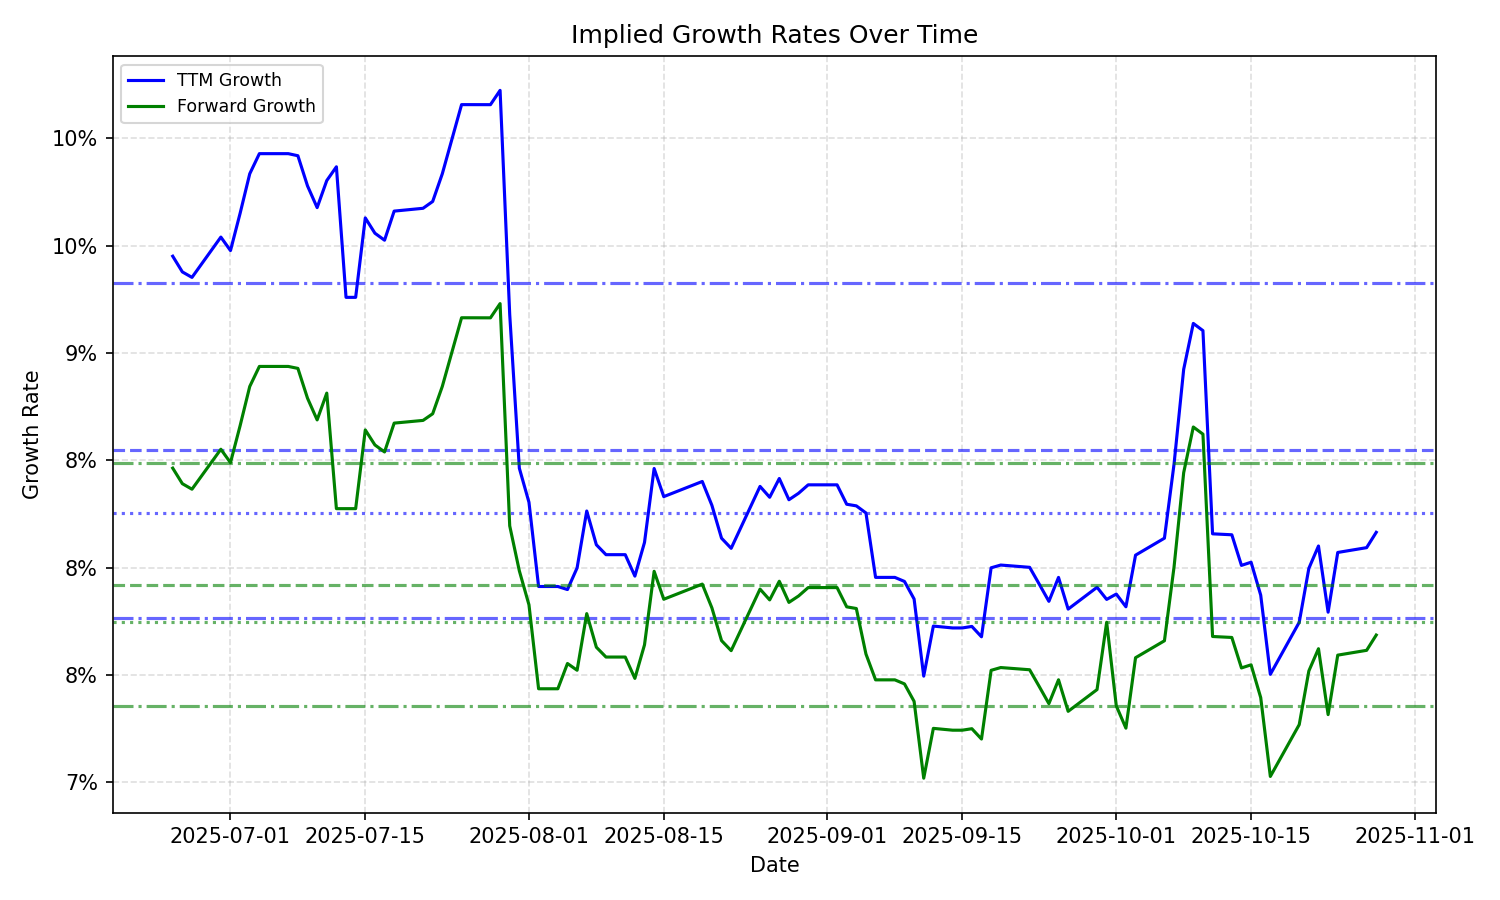 Implied Growth Rates Over Time
TTM Growth
Forward Growth
10%
10%
9%
8%
8%
8%
7%
Growth Rate
2025-07-01 2025-07-15 2025-08-01 2025-08-15 2025-09-01 2025-09-15 2025-10-01 2025-10-15 2025-11-01
Date